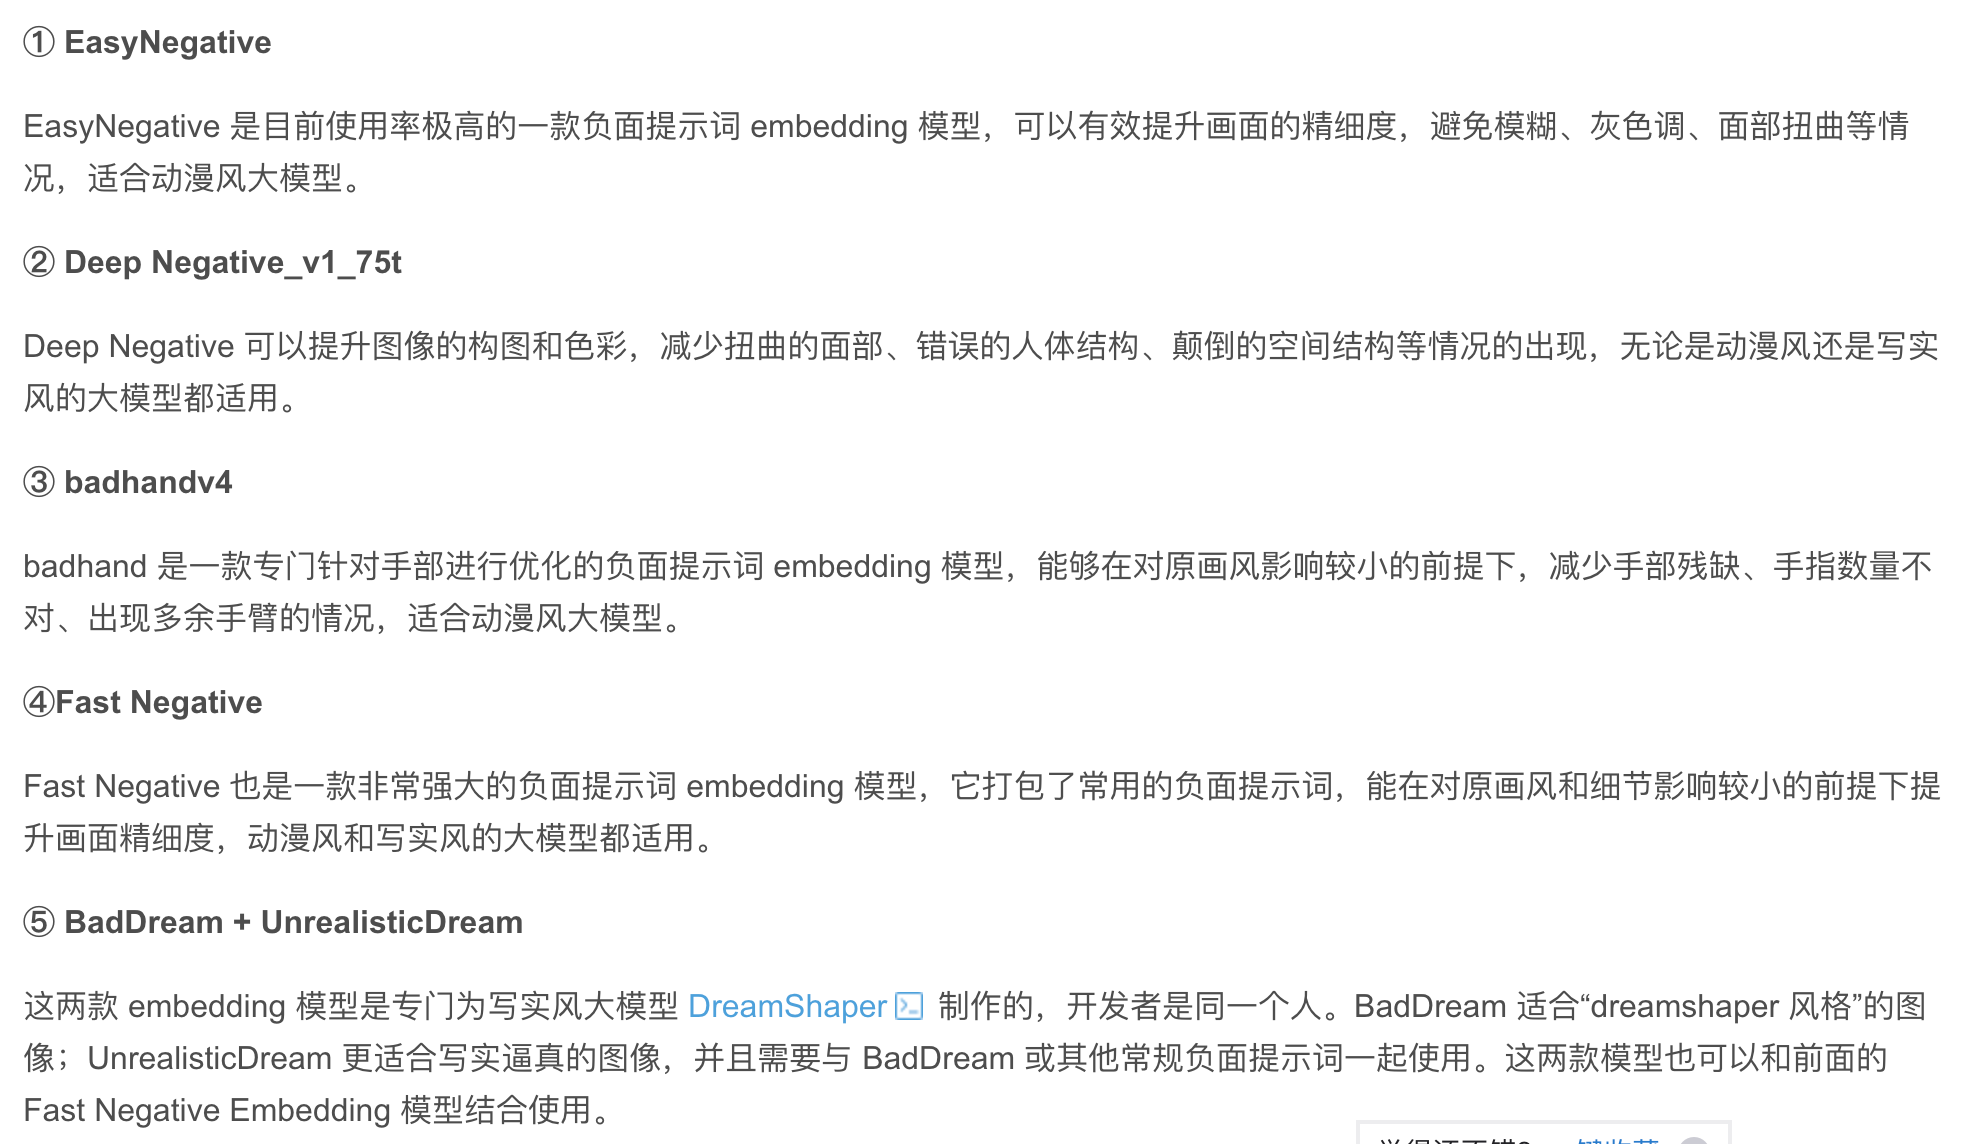 ① EasyNegative
EasyNegative 是目前使用率极高的一款负面提示词 embedding 模型，可以有效提升画面的精细度，避免模糊、灰色调、面部扭曲等情
况，适合动漫风大模型。
② Deep Negative_v1_75t
Deep Negative 可以提升图像的构图和色彩，减少扭曲的面部、错误的人体结构、颠倒的空间结构等情况的出现，无论是动漫风还是写实
风的大模型都适用。
③ badhandv4
badhand 是一款专门针对手部进行优化的负面提示词 embedding 模型，能够在对原画风影响较小的前提下，减少手部残缺、手指数量不
对、出现多余手臂的情况，适合动漫风大模型。
④Fast Negative
Fast Negative 也是一款非常强大的负面提示词 embedding 模型，它打包了常用的负面提示词，能在对原画风和细节影响较小的前提下提
升画面精细度，动漫风和写实风的大模型都适用。
⑤ BadDream + UnrealisticDream
这两款 embedding 模型是专门为写实风大模型 DreamShaper 制作的，开发者是同一个人。BadDream 适合“dreamshaper 风格”的图
像；UnrealisticDream 更适合写实逼真的图像，并且需要与 BadDream 或其他常规负面提示词一起使用。这两款模型也可以和前面的
Fast Negative Embedding 模型结合使用。